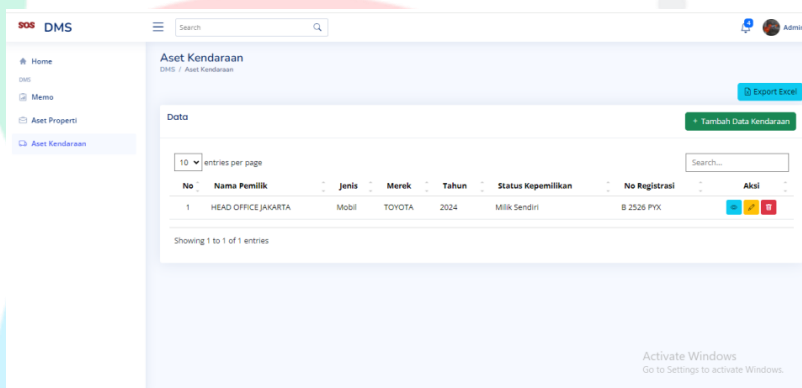 SOS DMS
Search
4
Admin
Home
DMS
Memo
Aset Properti
Aset Kendaraan
Aset Kendaraan
DMS / Aset Kendaraan
Export Excel
Data
+ Tambah Data Kendaraan
10 entries per page
Search...
No Nama Pemilik Jenis Merek Tahun Status Kepemilikan No Registrasi Aksi
1 HEAD OFFICE JAKARTA Mobil TOYOTA 2024 Milik Sendiri B 2526 PYX
Showing 1 to 1 of 1 entries
Activate Windows
Go to Settings to activate Windows.